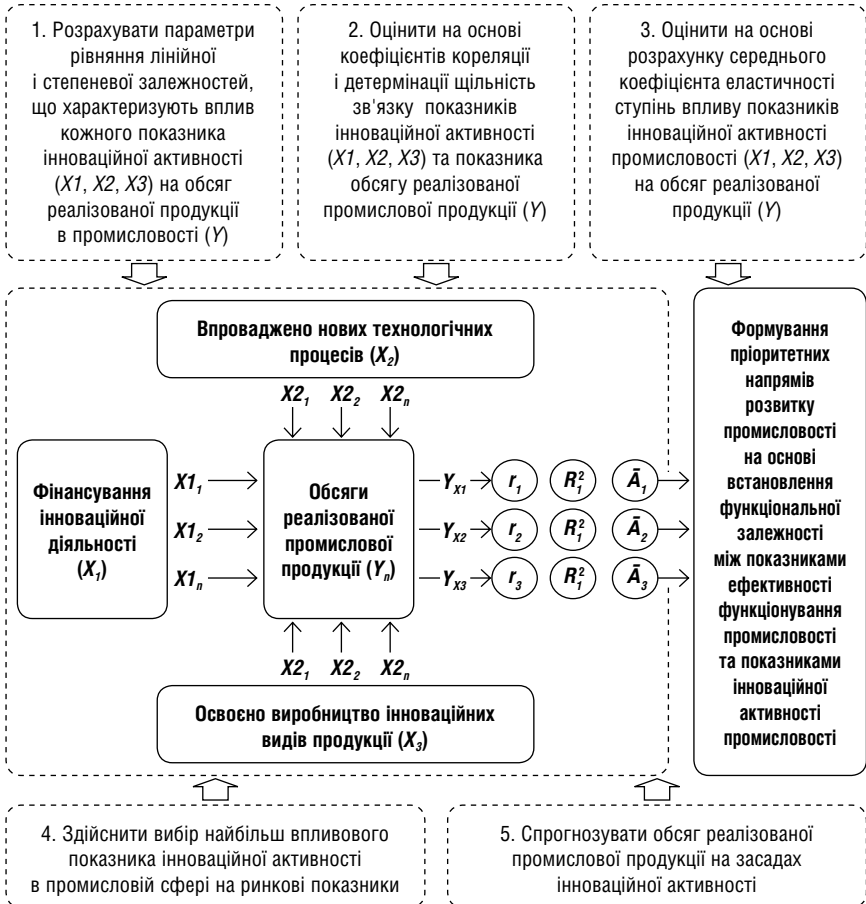 1. Розрахувати параметри
рівняння лінійної
і степеневої залежностей,
що характеризують вплив
кожного показника
інноваційної активності
(X1, X2, X3) на обсяг
реалізованої продукції
в промисловості (Y)
2. Оцінити на основі
коефіцієнтів кореляції
і детермінації щільність
зв'язку показників
інноваційної активності
(X1, X2, X3) та показника
обсягу реалізованої
промислової продукції (Y)
3. Оцінити на основі
розрахунку середнього
коефіцієнта еластичності
ступінь впливу показників
інноваційної активності
промисловості (X1, X2, X3)
на обсяг реалізованої
продукції (Y)
Впроваджено нових технологічних
процесів (X₂)
X2₁ X2₂ X2ₙ
Фінансування
інноваційної
діяльності
(X₁)
X1₁
X1₂
X1ₙ
Обсяги
реалізованої
промислової
продукції (Yₙ)
Y_X1 r₁ R₁² Ā₁
Y_X2 r₂ R₁² Ā₂
Y_X3 r₃ R₁² Ā₃
X2₁ X2₂ X2ₙ
Освоєно виробництво інноваційних
видів продукції (X₃)
Формування
пріоритетних
напрямів
розвитку
промисловості
на основі
встановлення
функціональної
залежності
між показниками
ефективності
функціонування
промисловості
та показниками
інноваційної
активності
промисловості
4. Здійснити вибір найбільш впливового
показника інноваційної активності
в промисловій сфері на ринкові показники
5. Спрогнозувати обсяг реалізованої
промислової продукції на засадах
інноваційної активності